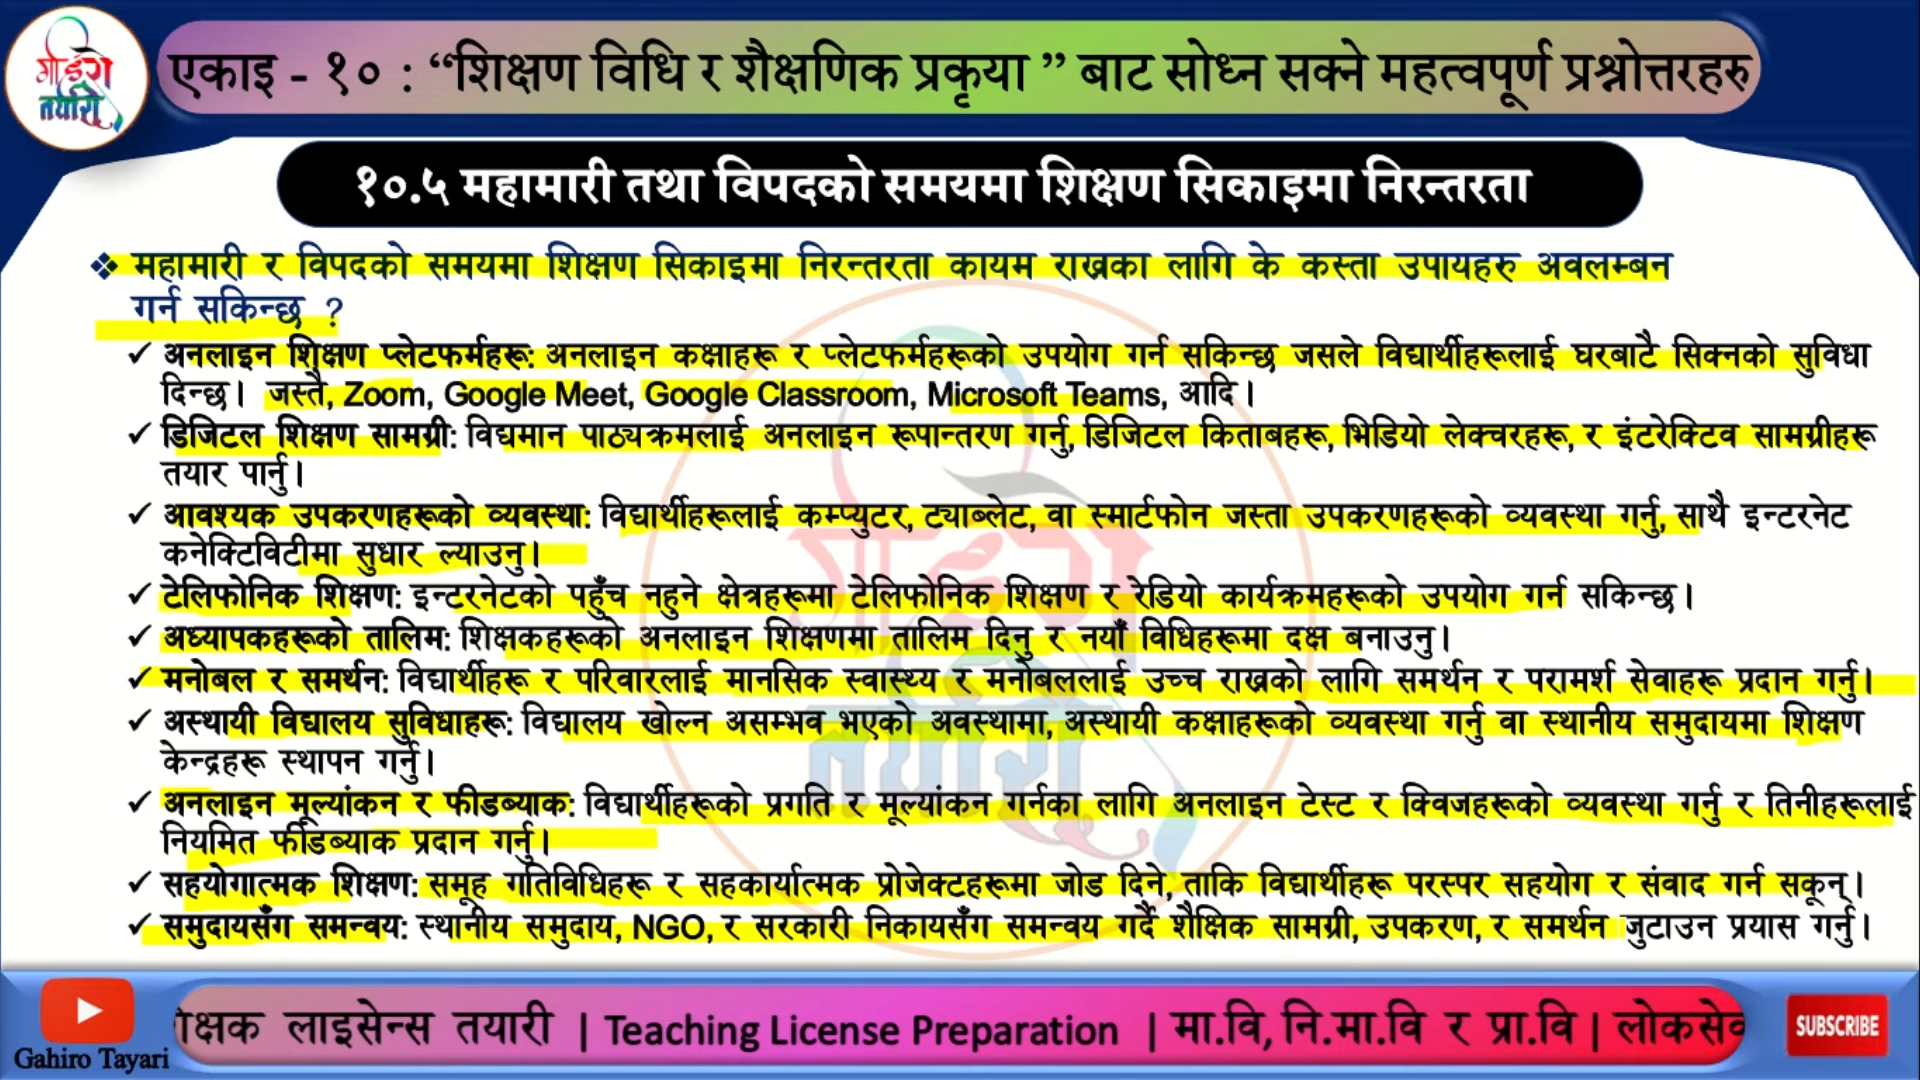 गाहिरो
तयारी
एकाइ - १० : “शिक्षण विधि र शैक्षणिक प्रकृया ” बाट सोध्न सक्ने महत्वपूर्ण प्रश्नोत्तरहरु
१०.५ महामारी तथा विपदको समयमा शिक्षण सिकाइमा निरन्तरता
❖ महामारी र विपदको समयमा शिक्षण सिकाइमा निरन्तरता कायम राख्नका लागि के कस्ता उपायहरु अवलम्बन
गर्न सकिन्छ ?
✓ अनलाइन शिक्षण प्लेटफर्महरू: अनलाइन कक्षाहरू र प्लेटफर्महरूको उपयोग गर्न सकिन्छ जसले विद्यार्थीहरूलाई घरबाटै सिक्नको सुविधा
दिन्छ। जस्तै, Zoom, Google Meet, Google Classroom, Microsoft Teams, आदि।
✓ डिजिटल शिक्षण सामग्री: विद्यमान पाठ्यक्रमलाई अनलाइन रूपान्तरण गर्नु, डिजिटल किताबहरू, भिडियो लेक्चरहरू, र इंटरेक्टिव सामग्रीहरू
तयार पार्नु।
✓ आवश्यक उपकरणहरूको व्यवस्था: विद्यार्थीहरूलाई कम्प्युटर, ट्याब्लेट, वा स्मार्टफोन जस्ता उपकरणहरूको व्यवस्था गर्नु, साथै इन्टरनेट
कनेक्टिविटीमा सुधार ल्याउनु।
✓ टेलिफोनिक शिक्षण: इन्टरनेटको पहुँच नहुने क्षेत्रहरूमा टेलिफोनिक शिक्षण र रेडियो कार्यक्रमहरूको उपयोग गर्न सकिन्छ।
✓ अध्यापकहरूको तालिम: शिक्षकहरूको अनलाइन शिक्षणमा तालिम दिनु र नयाँ विधिहरूमा दक्ष बनाउनु।
✓ मनोबल र समर्थन: विद्यार्थीहरू र परिवारलाई मानसिक स्वास्थ्य र मनोबललाई उच्च राख्नको लागि समर्थन र परामर्श सेवाहरू प्रदान गर्नु।
✓ अस्थायी विद्यालय सुविधाहरू: विद्यालय खोल्न असम्भव भएको अवस्थामा, अस्थायी कक्षाहरूको व्यवस्था गर्नु वा स्थानीय समुदायमा शिक्षण
केन्द्रहरू स्थापन गर्नु।
✓ अनलाइन मूल्यांकन र फीडब्याक: विद्यार्थीहरूको प्रगति र मूल्यांकन गर्नका लागि अनलाइन टेस्ट र क्विजहरूको व्यवस्था गर्नु र तिनीहरूलाई
नियमित फीडब्याक प्रदान गर्नु।
✓ सहयोगात्मक शिक्षण: समूह गतिविधिहरू र सहकार्यात्मक प्रोजेक्टहरूमा जोड दिने, ताकि विद्यार्थीहरू परस्पर सहयोग र संवाद गर्न सकून्।
✓ समुदायसँग समन्वय: स्थानीय समुदाय, NGO, र सरकारी निकायसँग समन्वय गर्दै शैक्षिक सामग्री, उपकरण, र समर्थन जुटाउन प्रयास गर्नु।
Gahiro Tayari
क्षक लाइसेन्स तयारी | Teaching License Preparation | मा.वि, नि.मा.वि र प्रा.वि | लोकसेव
SUBSCRIBE